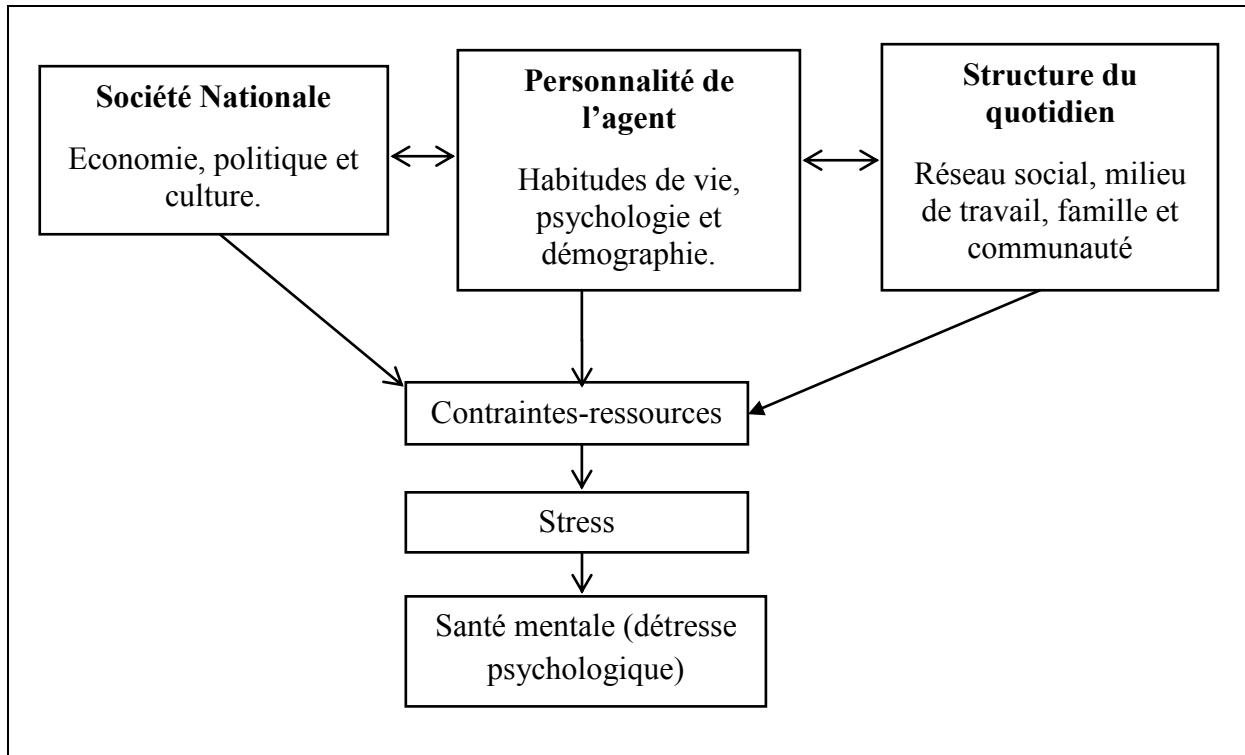 Société Nationale
Economie, politique et
culture.
Personnalité de
l’agent
Habitudes de vie,
psychologie et
démographie.
Structure du
quotidien
Réseau social, milieu
de travail, famille et
communauté
Contraintes-ressources
Stress
Santé mentale (détresse
psychologique)